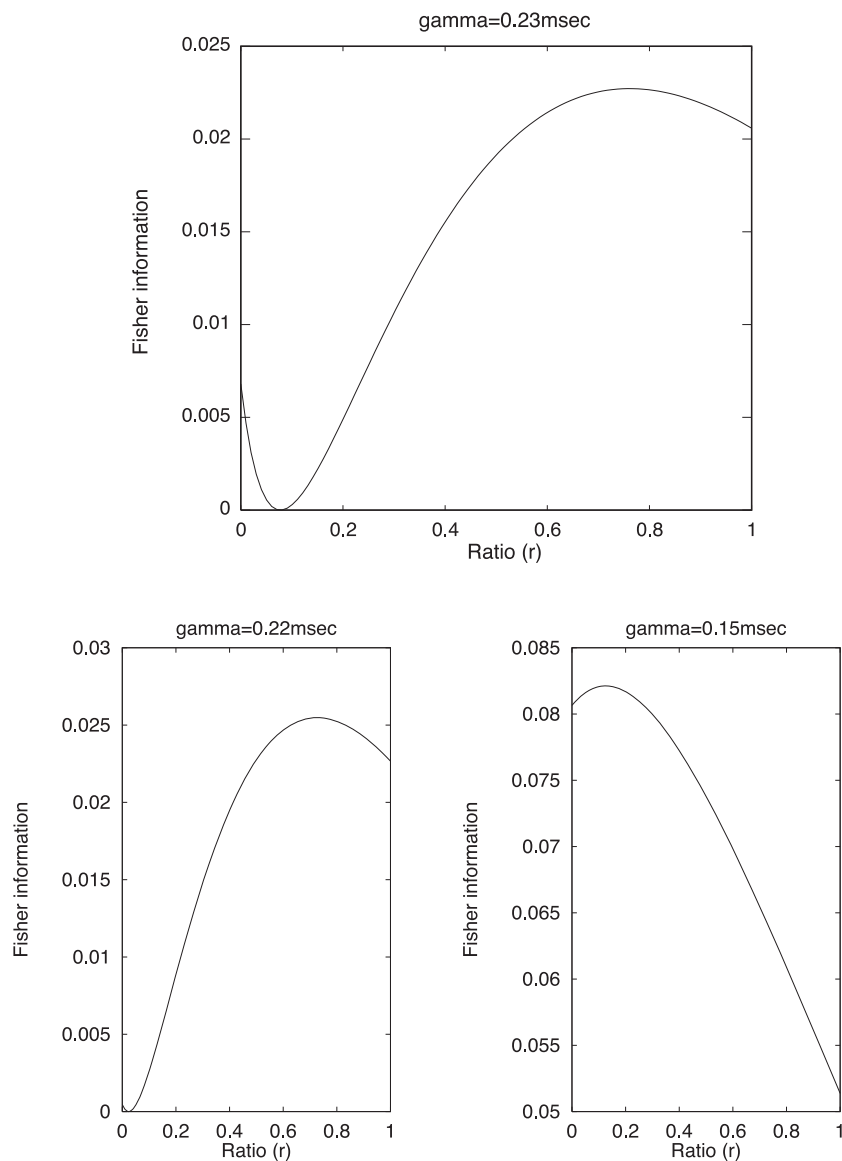 gamma=0.23msec
0.025
0.02
0.015
0.01
0.005
0
Fisher information
0 0.2 0.4 0.6 0.8 1
Ratio (r)
gamma=0.22msec
0.03
0.025
0.02
0.015
0.01
0.005
0
Fisher information
0 0.2 0.4 0.6 0.8 1
Ratio (r)
gamma=0.15msec
0.085
0.08
0.075
0.07
0.065
0.06
0.055
0.05
Fisher information
0 0.2 0.4 0.6 0.8 1
Ratio (r)